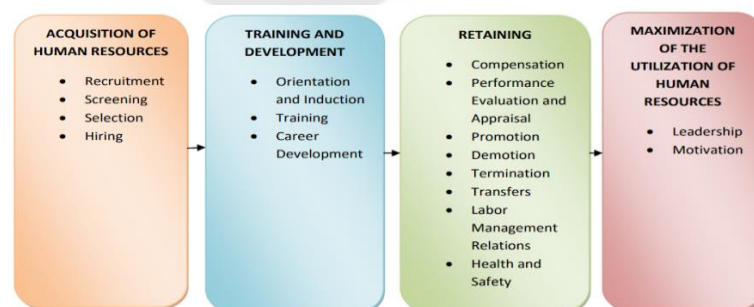 ACQUISITION OF
HUMAN RESOURCES
• Recruitment
• Screening
• Selection
• Hiring
TRAINING AND
DEVELOPMENT
• Orientation
and Induction
• Training
• Career
Development
RETAINING
• Compensation
• Performance
Evaluation and
Appraisal
• Promotion
• Demotion
• Termination
• Transfers
• Labor
Management
Relations
• Health and
Safety
MAXIMIZATION
OF THE
UTILIZATION OF
HUMAN
RESOURCES
• Leadership
• Motivation